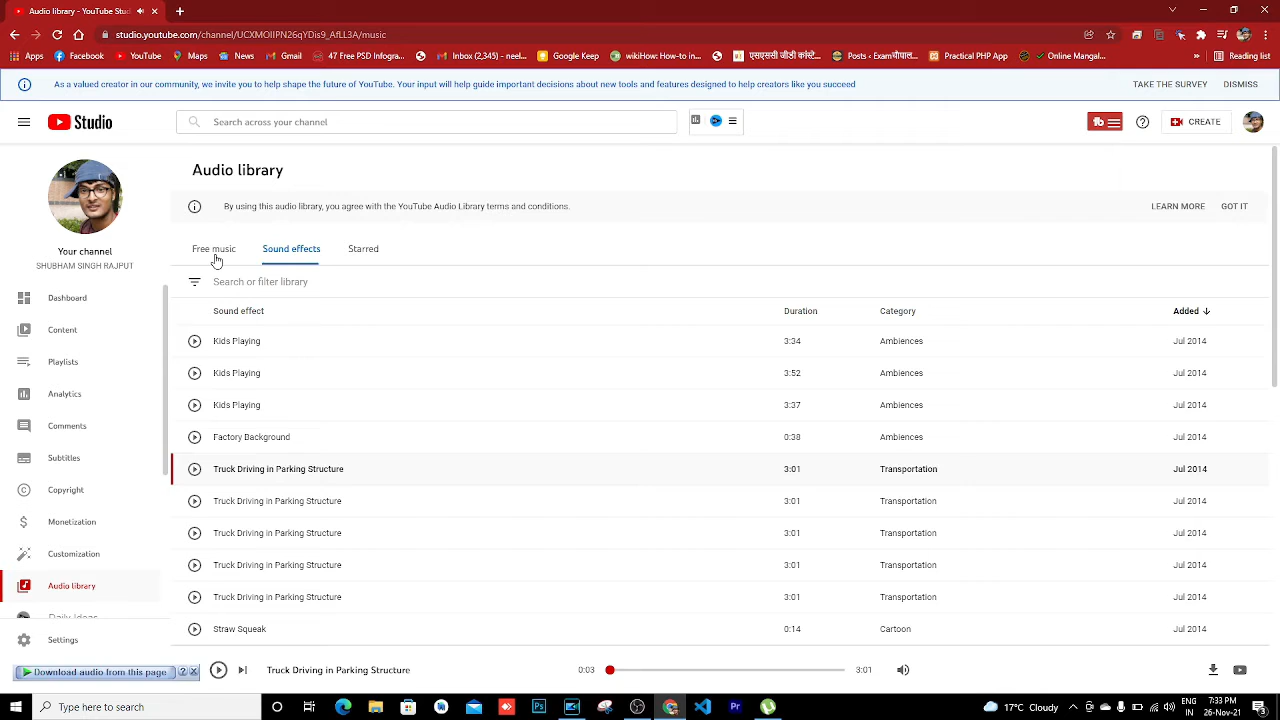 Audio library - YouTube Stud
studio.youtube.com/channel/UCXMOIIPN26qYDis9_AfLL3A/music
Apps Facebook YouTube Maps News Gmail 47 Free PSD Infogra... Inbox (2,345) - neel... Google Keep wikiHow: How-to in... एसएससी जीडी कांस्टे... Posts ‹ Examगोपाल... Practical PHP App Online Mangal... » Reading list
As a valued creator in our community, we invite you to help shape the future of YouTube. Your input will help guide important decisions about new tools and features designed to help creators like you succeed TAKE THE SURVEY DISMISS
Studio Search across your channel CREATE
Audio library
By using this audio library, you agree with the YouTube Audio Library terms and conditions. LEARN MORE GOT IT
Your channel
SHUBHAM SINGH RAJPUT
Free music Sound effects Starred
Search or filter library
Sound effect Duration Category Added
Kids Playing 3:34 Ambiences Jul 2014
Kids Playing 3:52 Ambiences Jul 2014
Kids Playing 3:37 Ambiences Jul 2014
Factory Background 0:38 Ambiences Jul 2014
Truck Driving in Parking Structure 3:01 Transportation Jul 2014
Truck Driving in Parking Structure 3:01 Transportation Jul 2014
Truck Driving in Parking Structure 3:01 Transportation Jul 2014
Truck Driving in Parking Structure 3:01 Transportation Jul 2014
Truck Driving in Parking Structure 3:01 Transportation Jul 2014
Straw Squeak 0:14 Cartoon Jul 2014
Dashboard
Content
Playlists
Analytics
Comments
Subtitles
Copyright
Monetization
Customization
Audio library
Daily Ideas
Settings
Download audio from this page ? X
Truck Driving in Parking Structure 0:03 3:01
Type here to search
17°C Cloudy ENG 7:33 PM
IN 26-Nov-21